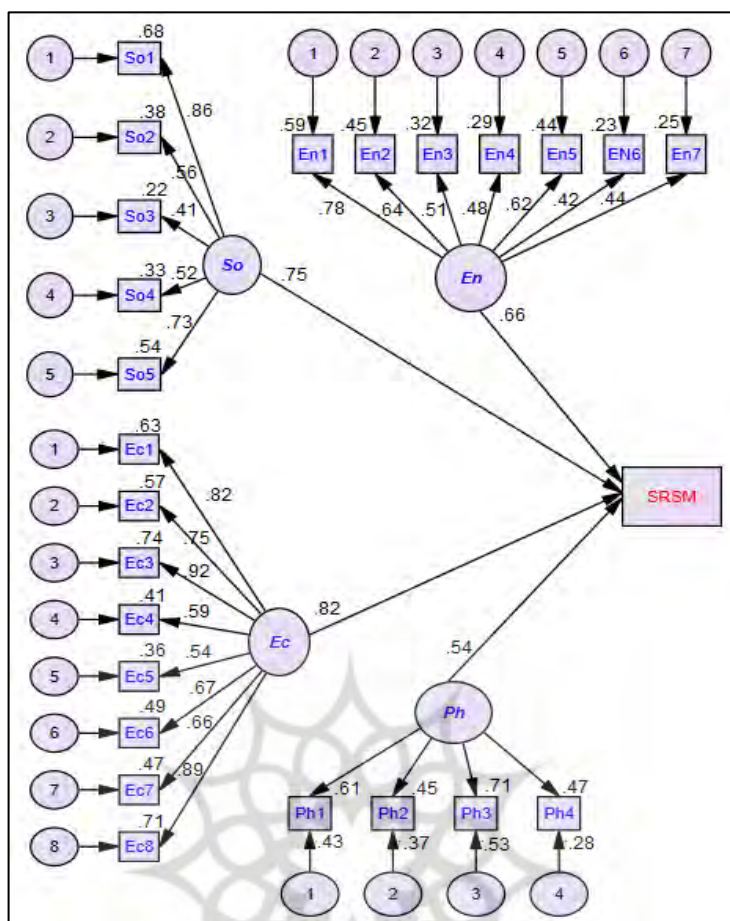 .68
1 So1
.86
.38
2 So2
.56
.22
3 So3 .41
.33 .52
4 So4
.73
.54
5 So5
So
.75
1 2 3 4 5 6 7
.59 .45 .32 .29 .44 .23 .25
En1 En2 En3 En4 En5 EN6 En7
.78 .64 .51 .48 .62 .42 .44
En
.66
.63
1 Ec1
.82
.57
2 Ec2
.75
.74
3 Ec3 .92
.41
4 Ec4 .59
.36 .54
5 Ec5
.67
.49
6 Ec6 .66
.47 .89
7 Ec7
.71
8 Ec8
Ec
.82
SRSM
.54
Ph
.61 .45 .71 .47
Ph1 Ph2 Ph3 Ph4
.43 .37 .53 .28
1 2 3 4